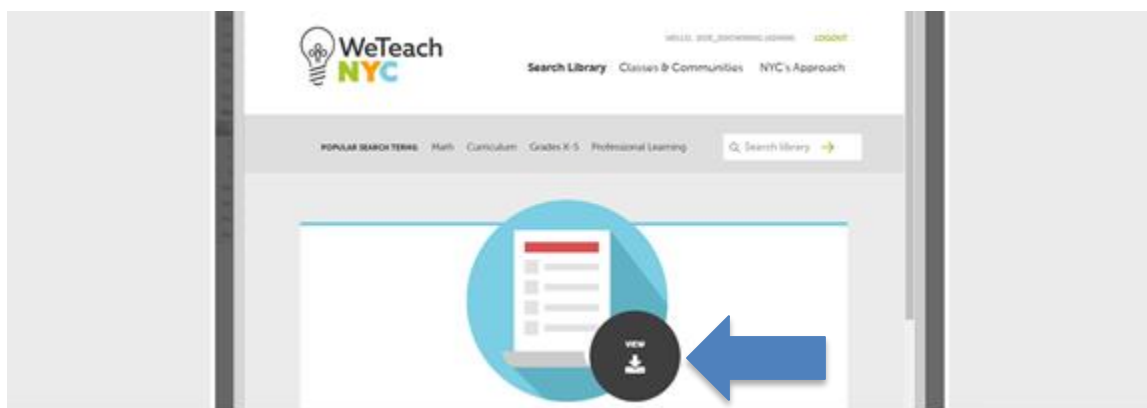 WeTeach
NYC
LOGOUT
Search Library Classes & Communities NYC's Approach
POPULAR SEARCH TERMS Math Curriculum Grades K-5 Professional Learning
Search library
VIEW